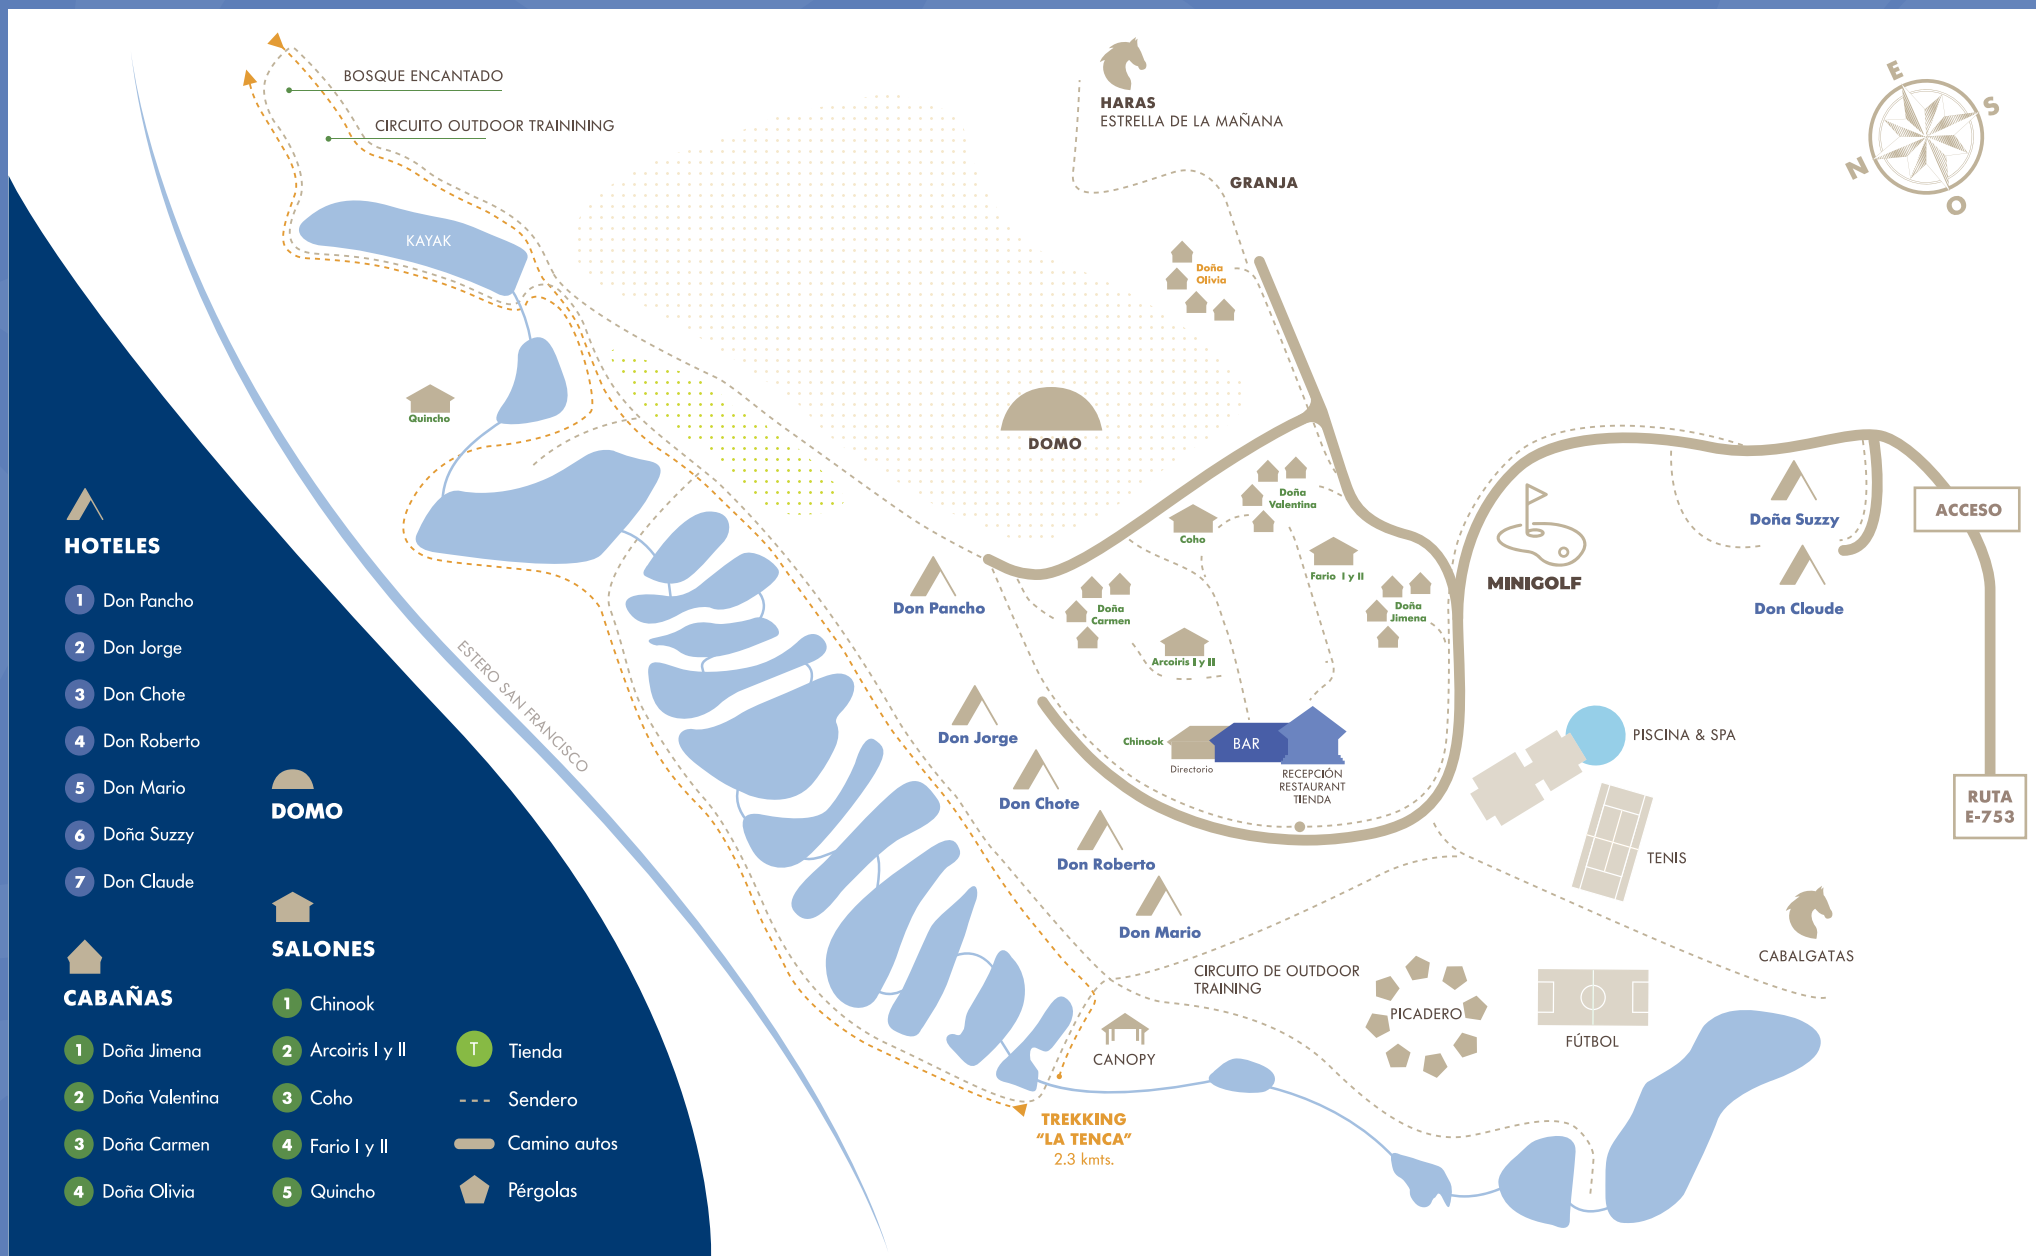 BOSQUE ENCANTADO
CIRCUITO OUTDOOR TRAINING
KAYAK
HARAS
ESTRELLA DE LA MAÑANA
GRANJA
E
S
N
O
Doña
Olivia
Quincho
DOMO
Doña
Valentina
Coho
Fario I y II
Doña
Jimena
Doña
Carmen
Arcoiris I y II
MINIGOLF
Doña Suzzy
Don Cloude
ACCESO
RUTA
E-753
Don Pancho
Don Jorge
Don Chote
Don Roberto
Don Mario
Chinook
Directorio
BAR
RECEPCIÓN
RESTAURANT
TIENDA
PISCINA & SPA
TENIS
CABALGATAS
CIRCUITO DE OUTDOOR
TRAINING
PICADERO
FÚTBOL
CANOPY
TREKKING
"LA TENCA"
2.3 kmts.
ESTERO SAN FRANCISCO
HOTELES
1 Don Pancho
2 Don Jorge
3 Don Chote
4 Don Roberto
5 Don Mario
6 Doña Suzzy
7 Don Claude
CABAÑAS
1 Doña Jimena
2 Doña Valentina
3 Doña Carmen
4 Doña Olivia
DOMO
SALONES
1 Chinook
2 Arcoiris I y II
3 Coho
4 Fario I y II
5 Quincho
T Tienda
Sendero
Camino autos
Pérgolas